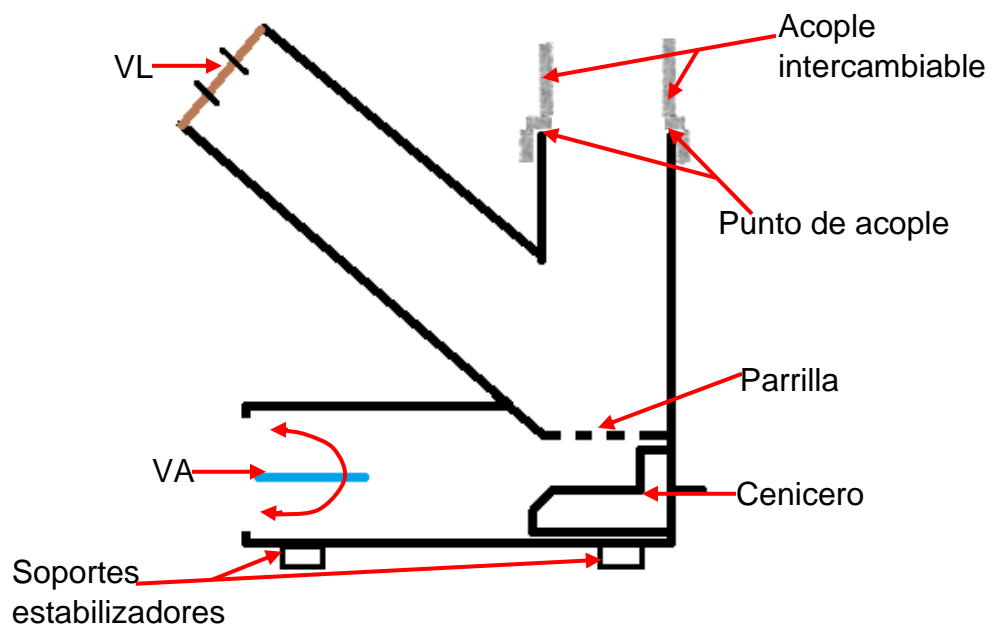 Acople
intercambiable
VL
Punto de acople
Parrilla
VA
Cenicero
Soportes
estabilizadores